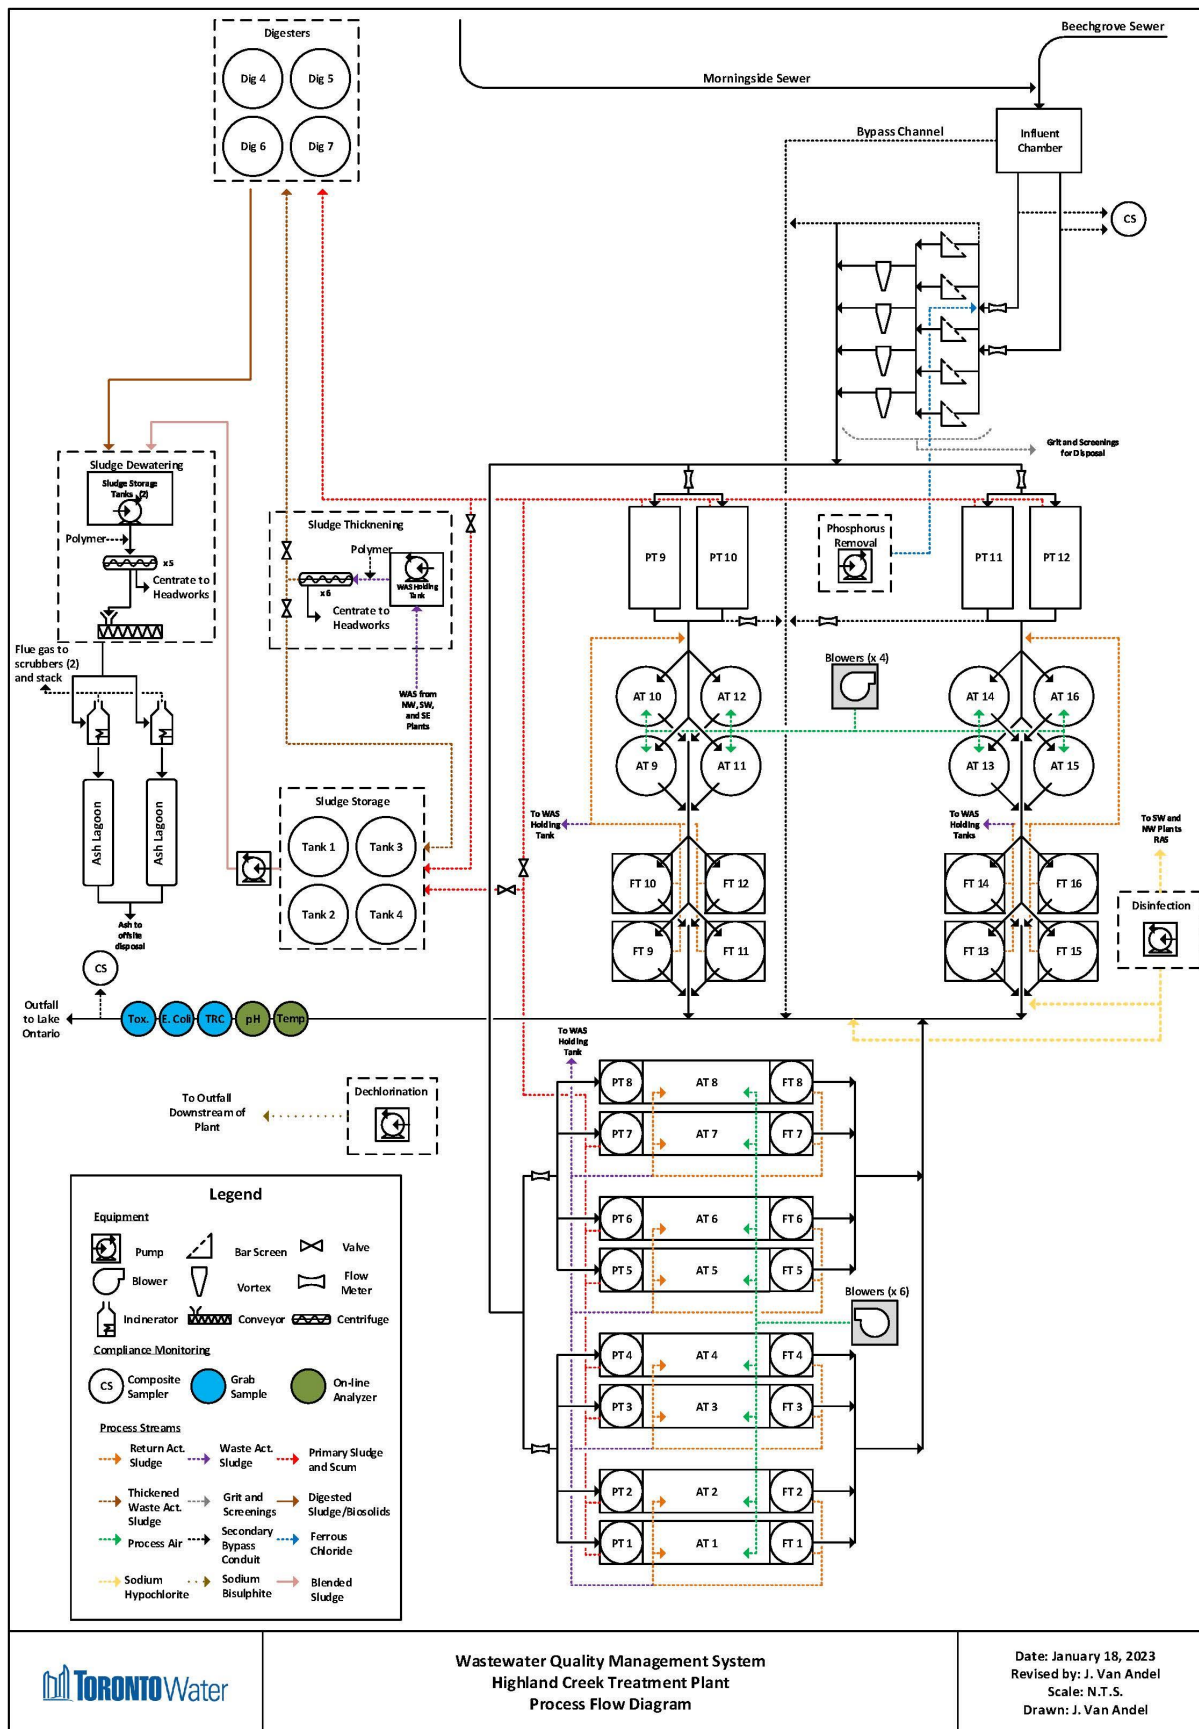 Beechgrove Sewer
Morningside Sewer
Bypass Channel
Influent
Chamber
CS
Digesters
Dig 4
Dig 5
Dig 6
Dig 7
Grit and Screenings
for Disposal
Sludge Dewatering
Sludge Storage
Tanks (2)
Polymer
x5
Centrate to
Headworks
Flue gas to
scrubbers (2)
and stack
Ash Lagoon
Ash Lagoon
Ash to
offsite
disposal
Sludge Thicknening
Polymer
WAS Holding
Tank
x 6
Centrate to
Headworks
WAS from
NW, SW,
and SE
Plants
Sludge Storage
Tank 1
Tank 3
Tank 2
Tank 4
PT 9
PT 10
Phosphorus
Removal
PT 11
PT 12
Blowers (x 4)
AT 10
AT 12
AT 9
AT 11
AT 14
AT 16
AT 13
AT 15
To WAS
Holding
Tank
To WAS
Holding
Tanks
To SW and
NW Plants
RAS
FT 10
FT 12
FT 9
FT 11
FT 14
FT 16
FT 13
FT 15
Disinfection
CS
Outfall
to Lake
Ontario
Tox.
E. Coli
TRC
pH
Temp
To WAS
Holding
Tank
To Outfall
Downstream of
Plant
Dechlorination
PT 8
AT 8
FT 8
PT 7
AT 7
FT 7
PT 6
AT 6
FT 6
PT 5
AT 5
FT 5
Blowers (x 6)
PT 4
AT 4
FT 4
PT 3
AT 3
FT 3
PT 2
AT 2
FT 2
PT 1
AT 1
FT 1
Legend
Equipment
Pump
Bar Screen
Valve
Blower
Vortex
Flow
Meter
Incinerator
Conveyor
Centrifuge
Compliance Monitoring
CS
Composite
Sampler
Grab
Sample
On-line
Analyzer
Process Streams
Return Act.
Sludge
Waste Act.
Sludge
Primary Sludge
and Scum
Thickened
Waste Act.
Sludge
Grit and
Screenings
Digested
Sludge/Biosolids
Process Air
Secondary
Bypass
Conduit
Ferrous
Chloride
Sodium
Hypochlorite
Sodium
Bisulphite
Blended
Sludge
TORONTO Water
Wastewater Quality Management System
Highland Creek Treatment Plant
Process Flow Diagram
Date: January 18, 2023
Revised by: J. Van Andel
Scale: N.T.S.
Drawn: J. Van Andel